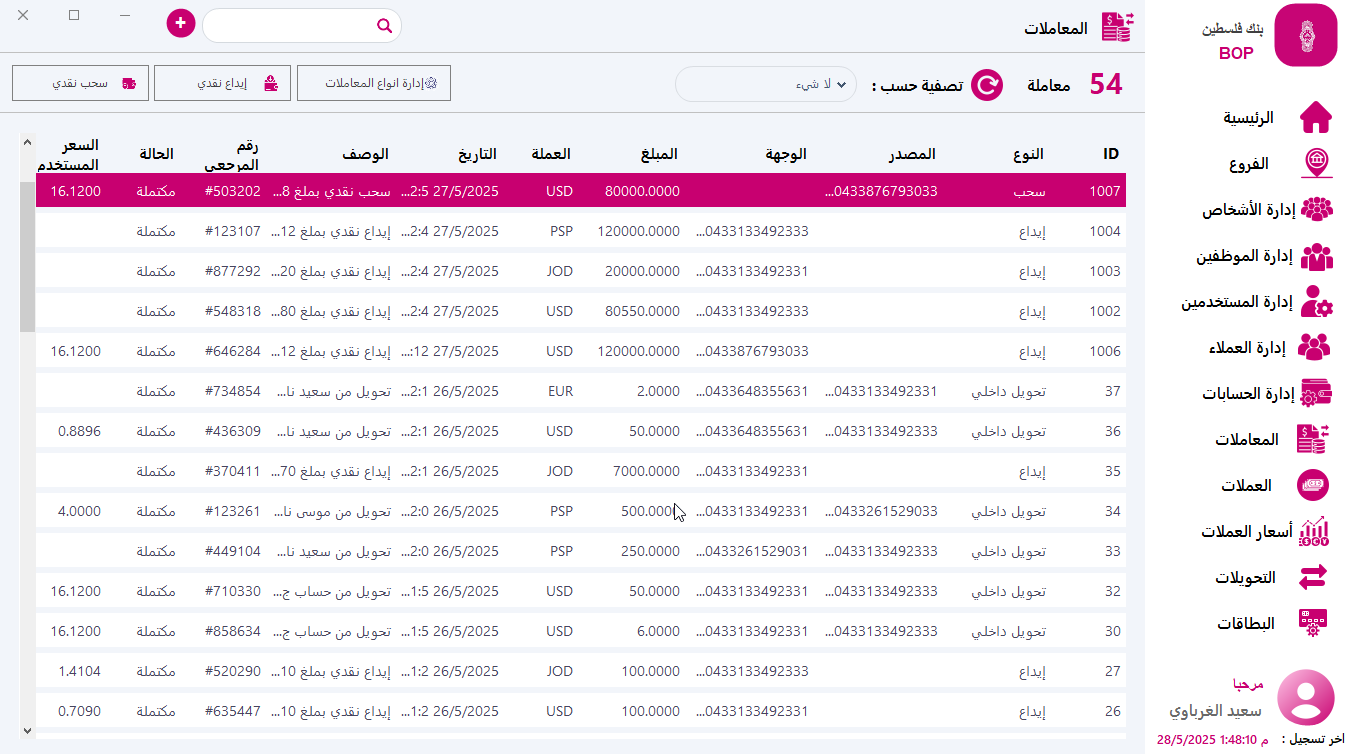 بنك فلسطين
BOP
الرئيسية
الفروع
إدارة الأشخاص
إدارة الموظفين
إدارة المستخدمين
إدارة العملاء
إدارة الحسابات
المعاملات
العملات
أسعار العملات
التحويلات
البطاقات
مرحبا
سعيد الغرباوي
اخر تسجيل : 28/5/2025 1:48:10 م
المعاملات
54 معاملة تصفية حسب : لا شيء
إدارة انواع المعاملات إيداع نقدي سحب نقدي
ID النوع المصدر الوجهة المبلغ العملة التاريخ الوصف رقم المرجعي الحالة السعر المستخدم
1007 سحب 0433876793033... 80000.0000 USD 27/5/2025 2:5... سحب نقدي بمبلغ 8... #503202 مكتملة 16.1200
1004 إيداع 0433133492333... 120000.0000 PSP 27/5/2025 2:4... إيداع نقدي بمبلغ 12... #123107 مكتملة
1003 إيداع 0433133492331... 20000.0000 JOD 27/5/2025 2:4... إيداع نقدي بمبلغ 20... #877292 مكتملة
1002 إيداع 0433133492333... 80550.0000 USD 27/5/2025 2:4... إيداع نقدي بمبلغ 80... #548318 مكتملة
1006 إيداع 0433876793033... 120000.0000 USD 27/5/2025 12:... إيداع نقدي بمبلغ 12... #646284 مكتملة 16.1200
37 تحويل داخلي 0433133492331... 0433648355631... 2.0000 EUR 26/5/2025 2:1... تحويل من سعيد نا... #734854 مكتملة
36 تحويل داخلي 0433133492333... 0433648355631... 50.0000 USD 26/5/2025 2:1... تحويل من سعيد نا... #436309 مكتملة 0.8896
35 إيداع 0433133492331... 7000.0000 JOD 26/5/2025 2:1... إيداع نقدي بمبلغ 70... #370411 مكتملة
34 تحويل داخلي 0433261529033... 0433133492331... 500.0000 PSP 26/5/2025 2:0... تحويل من موسى نا... #123261 مكتملة 4.0000
33 تحويل داخلي 0433133492333... 0433261529031... 250.0000 PSP 26/5/2025 2:0... تحويل من سعيد نا... #449104 مكتملة
32 تحويل داخلي 0433133492333... 0433133492331... 50.0000 USD 26/5/2025 1:5... تحويل من حساب ج... #710330 مكتملة 16.1200
30 تحويل داخلي 0433133492333... 0433133492331... 6.0000 USD 26/5/2025 1:5... تحويل من حساب ج... #858634 مكتملة 16.1200
27 إيداع 0433133492333... 100.0000 JOD 26/5/2025 1:2... إيداع نقدي بمبلغ 10... #520290 مكتملة 1.4104
26 إيداع 0433133492331... 100.0000 USD 26/5/2025 1:2... إيداع نقدي بمبلغ 10... #635447 مكتملة 0.7090